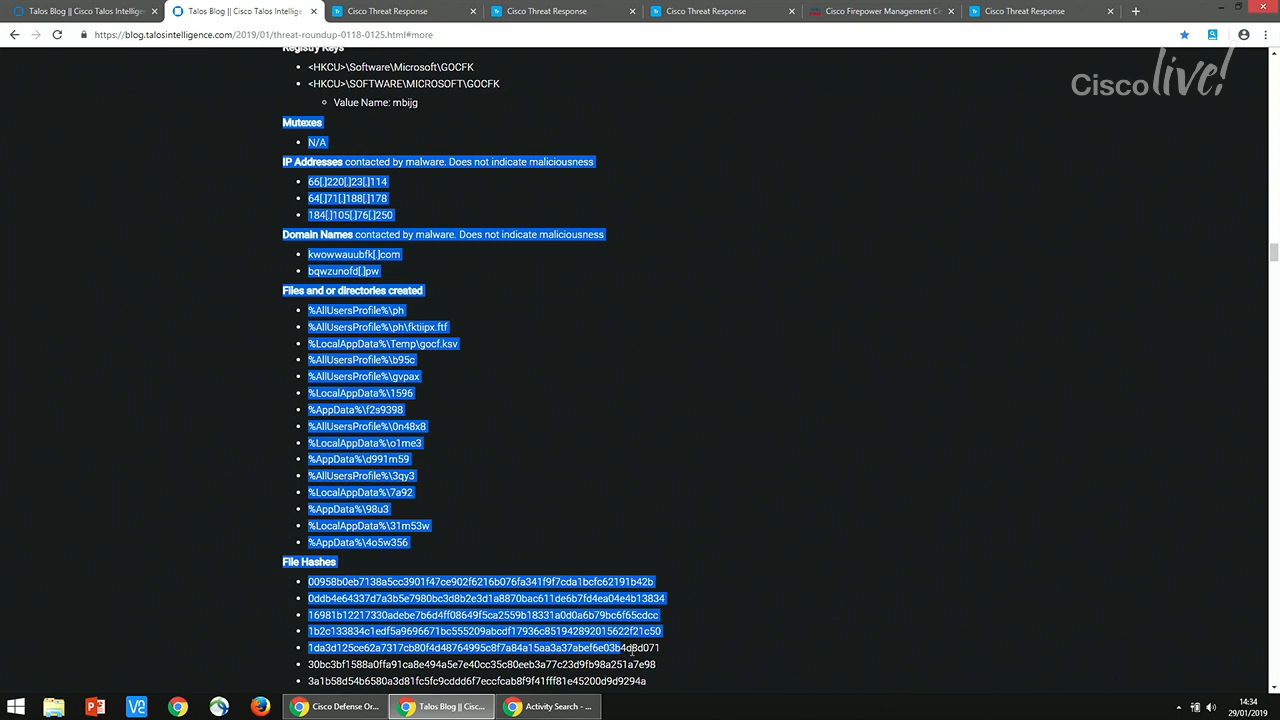 Talos Blog || Cisco Talos Intellige
Talos Blog || Cisco Talos Intellige
Cisco Threat Response
Cisco Threat Response
Cisco Threat Response
Cisco Firepower Management Ce
Cisco Threat Response
https://blog.talosintelligence.com/2019/01/threat-roundup-0118-0125.html#more
Cisco live!
Registry Keys
<HKCU>\Software\Microsoft\GOCFK
<HKCU>\SOFTWARE\MICROSOFT\GOCFK
Value Name: mbijg
Mutexes
N/A
IP Addresses contacted by malware. Does not indicate maliciousness
66[.]220[.]23[.]114
64[.]71[.]188[.]178
184[.]105[.]76[.]250
Domain Names contacted by malware. Does not indicate maliciousness
kwowwauubfk[.]com
bqwzunofd[.]pw
Files and or directories created
%AllUsersProfile%\ph
%AllUsersProfile%\ph\fktiipx.ftf
%LocalAppData%\Temp\gocf.ksv
%AllUsersProfile%\b95c
%AllUsersProfile%\gvpax
%LocalAppData%\1596
%AppData%\f2s9398
%AllUsersProfile%\0n48x8
%LocalAppData%\o1me3
%AppData%\d991m59
%AllUsersProfile%\3qy3
%LocalAppData%\7a92
%AppData%\98u3
%LocalAppData%\31m53w
%AppData%\4o5w356
File Hashes
00958b0eb7138a5cc3901f47ce902f6216b076fa341f9f7cda1bcfc62191b42b
0ddb4e64337d7a3b5e7980bc3d8b2e3d1a8870bac611de6b7fd4ea04e4b13834
16981b12217330adebe7b6d4ff08649f5ca2559b18331a0d0a6b79bc6f65cdcc
1b2c133834c1edf5a9696671bc555209abcdf17936c851942892015622f21c50
1da3d125ce62a7317cb80f4d48764995c8f7a84a15aa3a37abef6e03b4d8d071
30bc3bf1588a0ffa91ca8e494a5e7e40cc35c80eeb3a77c23d9fb98a251a7e98
3a1b58d54b6580a3d81fc5fc9cddd6f7eccfcab8f9f41fff81e45200d9d9294a
Cisco Defense Or...
Talos Blog || Cisc...
Activity Search - ...
14:34
29/01/2019